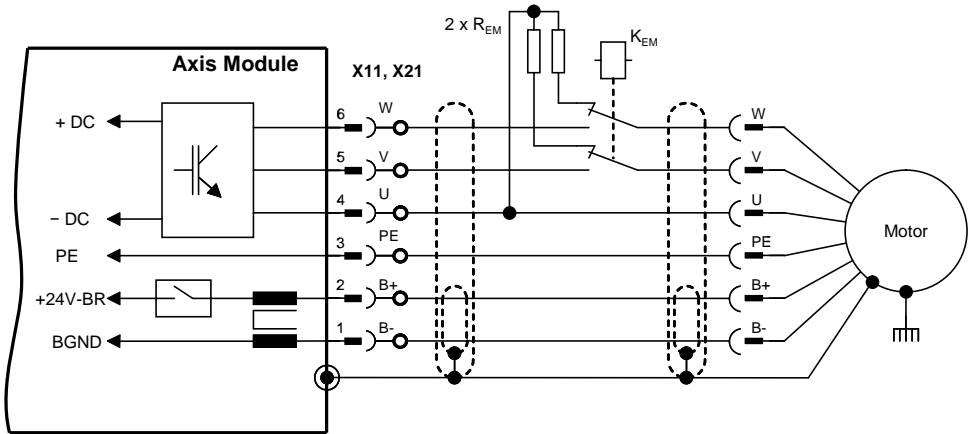 2 x R_EM
K_EM
Axis Module
X11, X21
+ DC
6
W
W
5
V
V
− DC
4
U
U
Motor
PE
3
PE
PE
+24V-BR
2
B+
B+
BGND
1
B-
B-